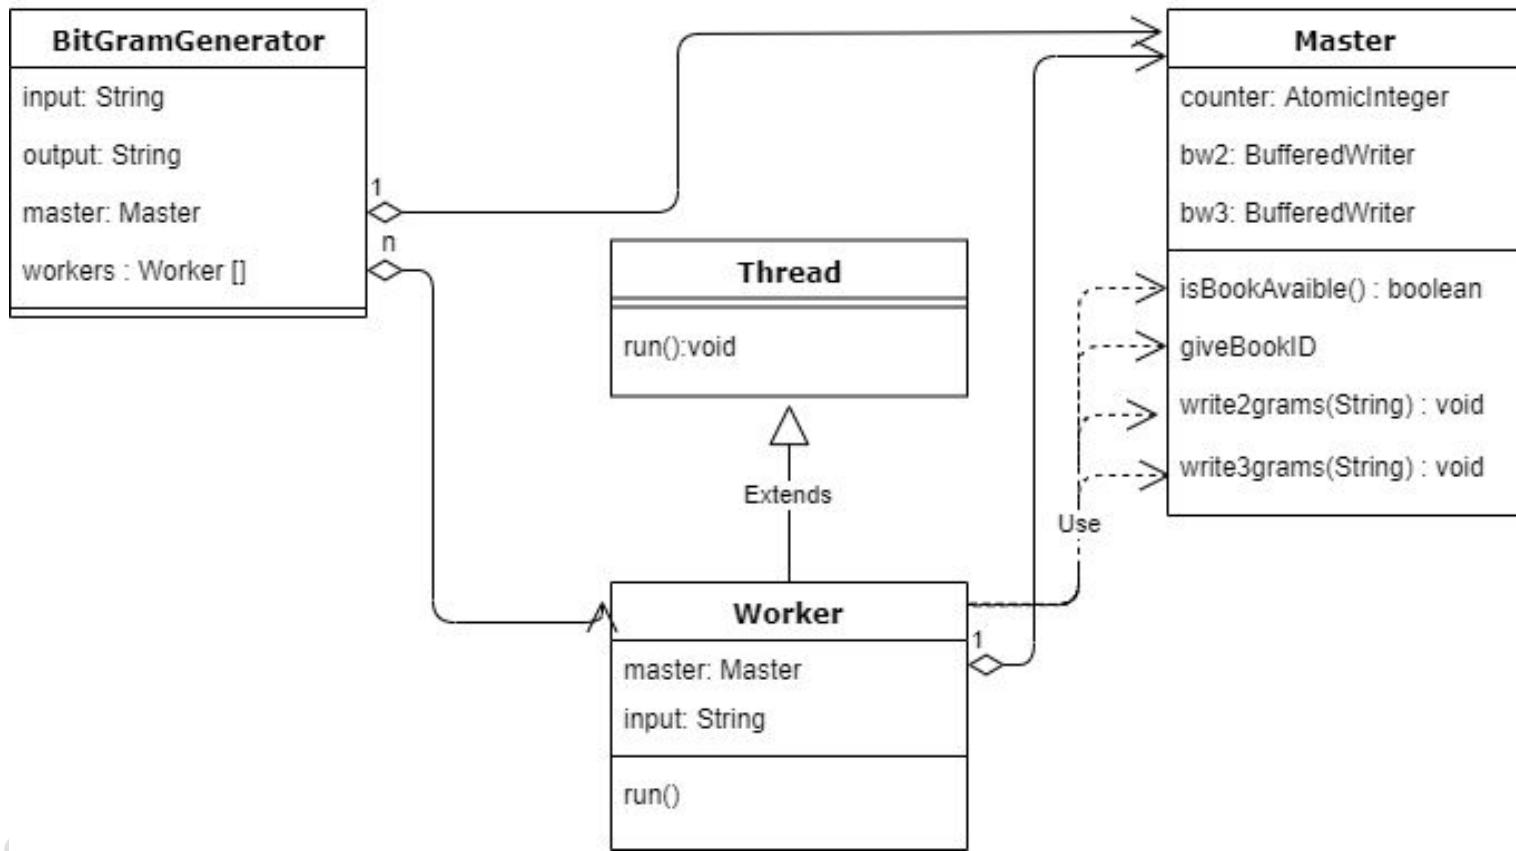 BitGramGenerator
input: String
output: String
master: Master
workers : Worker []
1
n
Thread
run():void
Extends
Worker
master: Master
input: String
run()
1
Use
Master
counter: AtomicInteger
bw2: BufferedWriter
bw3: BufferedWriter
isBookAvaible() : boolean
giveBookID
write2grams(String) : void
write3grams(String) : void